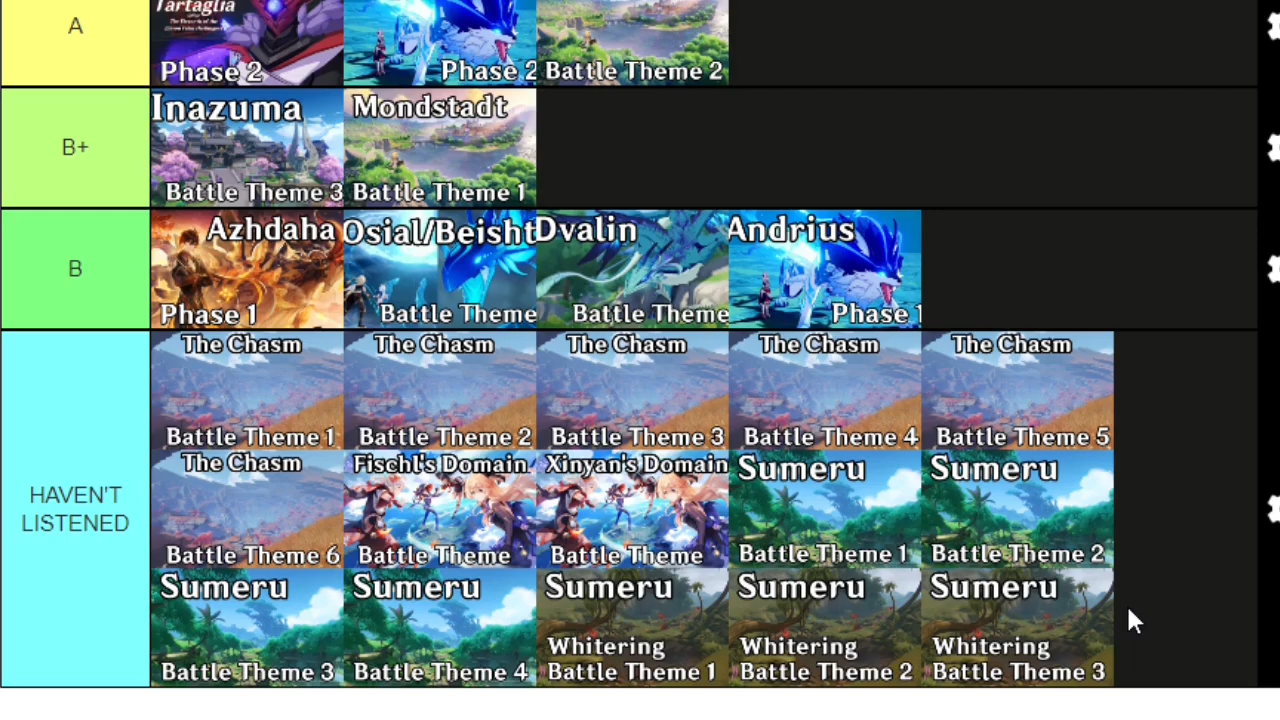 A
Tartaglia
Phase 2
Phase 2
Battle Theme 2
B+
Inazuma
Battle Theme 3
Mondstadt
Battle Theme 1
B
Azhdaha
Phase 1
Osial/Beisht
Battle Theme
Dvalin
Battle Theme
Andrius
Phase 1
HAVEN'T
LISTENED
The Chasm
Battle Theme 1
The Chasm
Battle Theme 2
The Chasm
Battle Theme 3
The Chasm
Battle Theme 4
The Chasm
Battle Theme 5
The Chasm
Battle Theme 6
Fischl's Domain
Battle Theme
Xinyan's Domain
Battle Theme
Sumeru
Battle Theme 1
Sumeru
Battle Theme 2
Sumeru
Battle Theme 3
Sumeru
Battle Theme 4
Sumeru
Whitering
Battle Theme 1
Sumeru
Whitering
Battle Theme 2
Sumeru
Whitering
Battle Theme 3